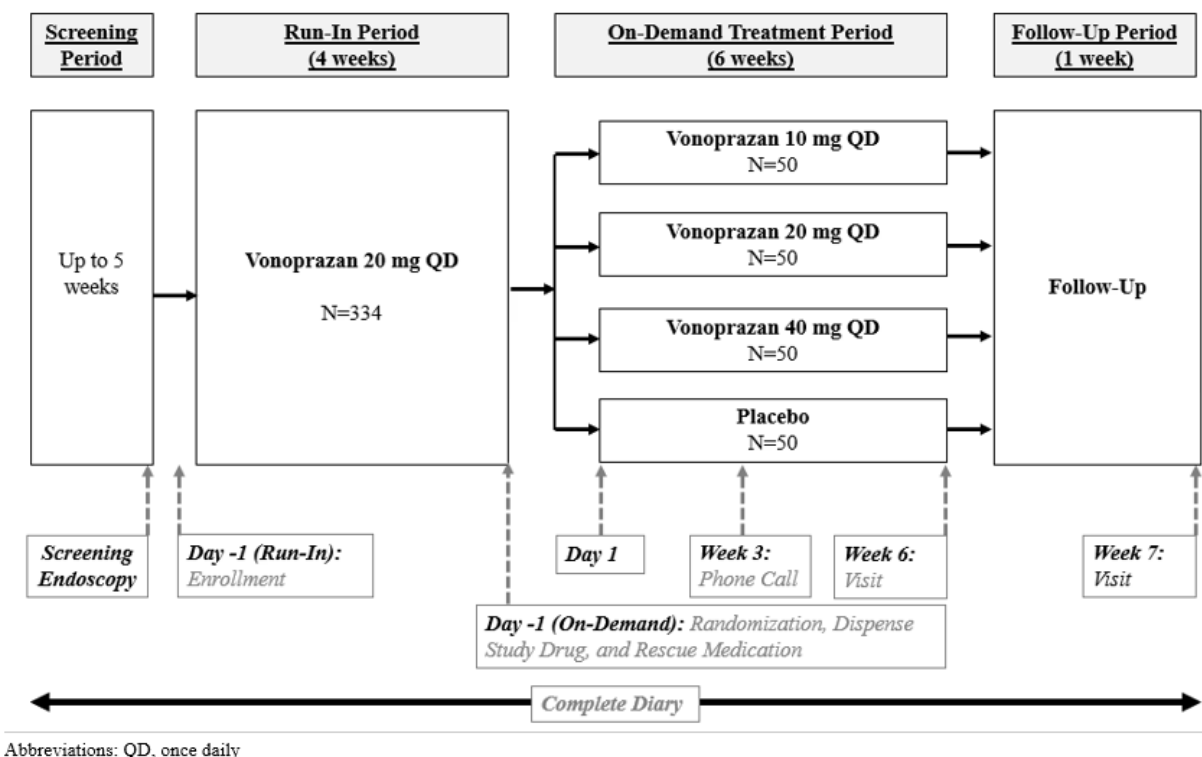 Screening
Period
Run-In Period
(4 weeks)
On-Demand Treatment Period
(6 weeks)
Follow-Up Period
(1 week)
Up to 5
weeks
Vonoprazan 20 mg QD
N=334
Vonoprazan 10 mg QD
N=50
Vonoprazan 20 mg QD
N=50
Vonoprazan 40 mg QD
N=50
Placebo
N=50
Follow-Up
Screening
Endoscopy
Day -1 (Run-In):
Enrollment
Day 1
Week 3:
Phone Call
Week 6:
Visit
Week 7:
Visit
Day -1 (On-Demand): Randomization, Dispense
Study Drug, and Rescue Medication
Complete Diary
Abbreviations: QD, once daily